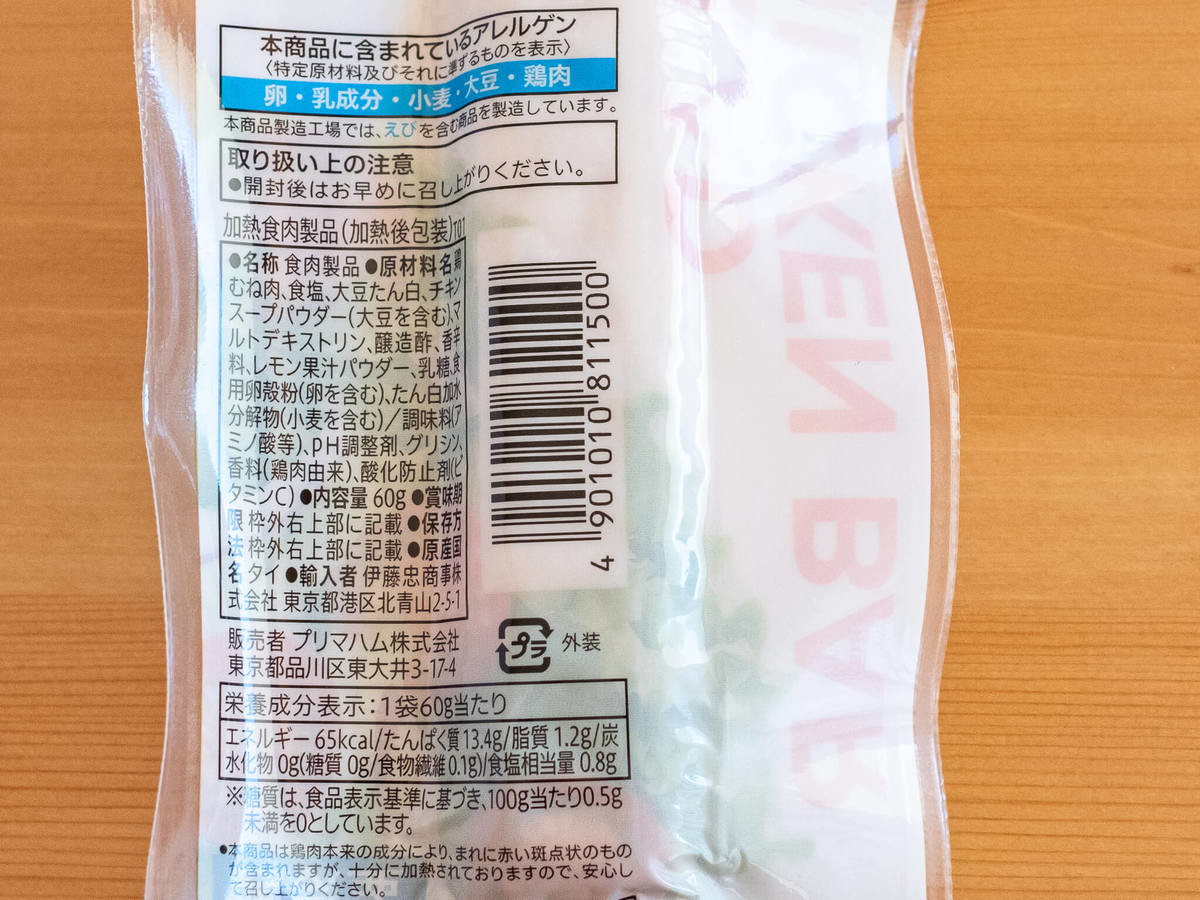 本商品に含まれているアレルゲン
〈特定原材料及びそれに準ずるものを表示〉
卵・乳成分・小麦・大豆・鶏肉
本商品製造工場では、えびを含む商品を製造しています。
取り扱い上の注意
●開封後はお早めに召し上がりください。
加熱食肉製品(加熱後包装)T01
●名称 食肉製品 ●原材料名 鶏
むね肉、食塩、大豆たん白、チキン
スープパウダー(大豆を含む)、マ
ルトデキストリン、醸造酢、香辛
料、レモン果汁パウダー、乳糖、食
用卵殻粉(卵を含む)、たん白加水
分解物(小麦を含む)/調味料(ア
ミノ酸等)、pH調整剤、グリシン、
香料(鶏肉由来)、酸化防止剤(ビ
タミンC) ●内容量 60g ●賞味期
限 枠外右上部に記載 ●保存方
法 枠外右上部に記載 ●原産国
名 タイ ●輸入者 伊藤忠商事株
式会社 東京都港区北青山2-5-1
4 901010 811500
販売者 プリマハム株式会社
東京都品川区東大井3-17-4
プラ 外装
栄養成分表示:1袋60g当たり
エネルギー 65kcal/たんぱく質 13.4g/脂質 1.2g/炭
水化物 0g(糖質 0g/食物繊維 0.1g)/食塩相当量 0.8g
※糖質は、食品表示基準に基づき、100g当たり0.5g
未満を0としています。
●本商品は鶏肉本来の成分により、まれに赤い斑点状のもの
が含まれますが、十分に加熱されておりますので、安心し
て召し上がりください。
KEN BAR